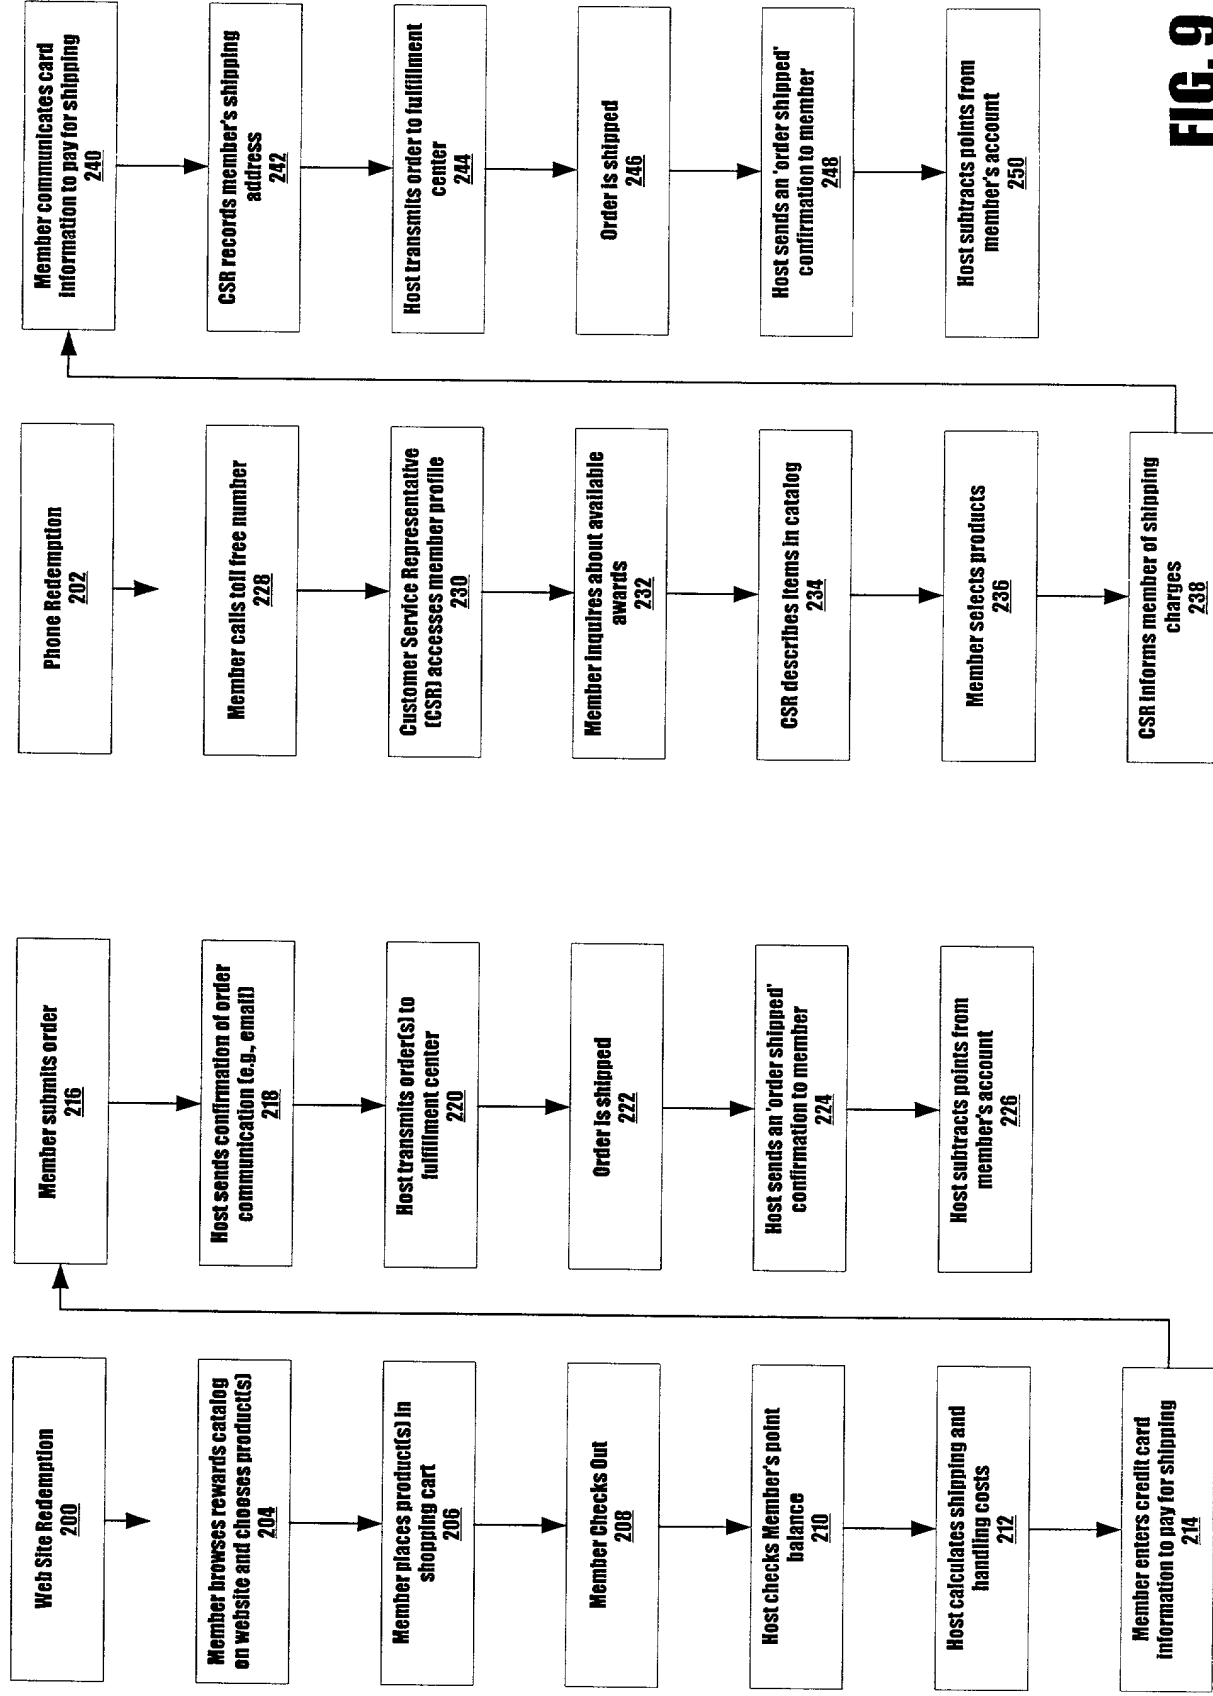 Web Site Redemption
200
Member browses rewards catalog
on website and chooses product(s)
204
Member places product(s) in
shopping cart
206
Member Checks Out
208
Host checks Member's point
balance
210
Host calculates shipping and
handling costs
212
Member enters credit card
information to pay for shipping
214
Member submits order
216
Host sends confirmation of order
communication (e.g., email)
218
Host transmits order(s) to
fulfillment center
220
Order is shipped
222
Host sends an 'order shipped'
confirmation to member
224
Host subtracts points from
member's account
226
Phone Redemption
202
Member calls toll free number
228
Customer Service Representative
(CSR) accesses member profile
230
Member inquires about available
awards
232
CSR describes items in catalog
234
Member selects products
236
CSR informs member of shipping
charges
238
Member communicates card
information to pay for shipping
240
CSR records member's shipping
address
242
Host transmits order to fulfillment
center
244
Order is shipped
246
Host sends an 'order shipped'
confirmation to member
248
Host subtracts points from
member's account
250
FIG. 9